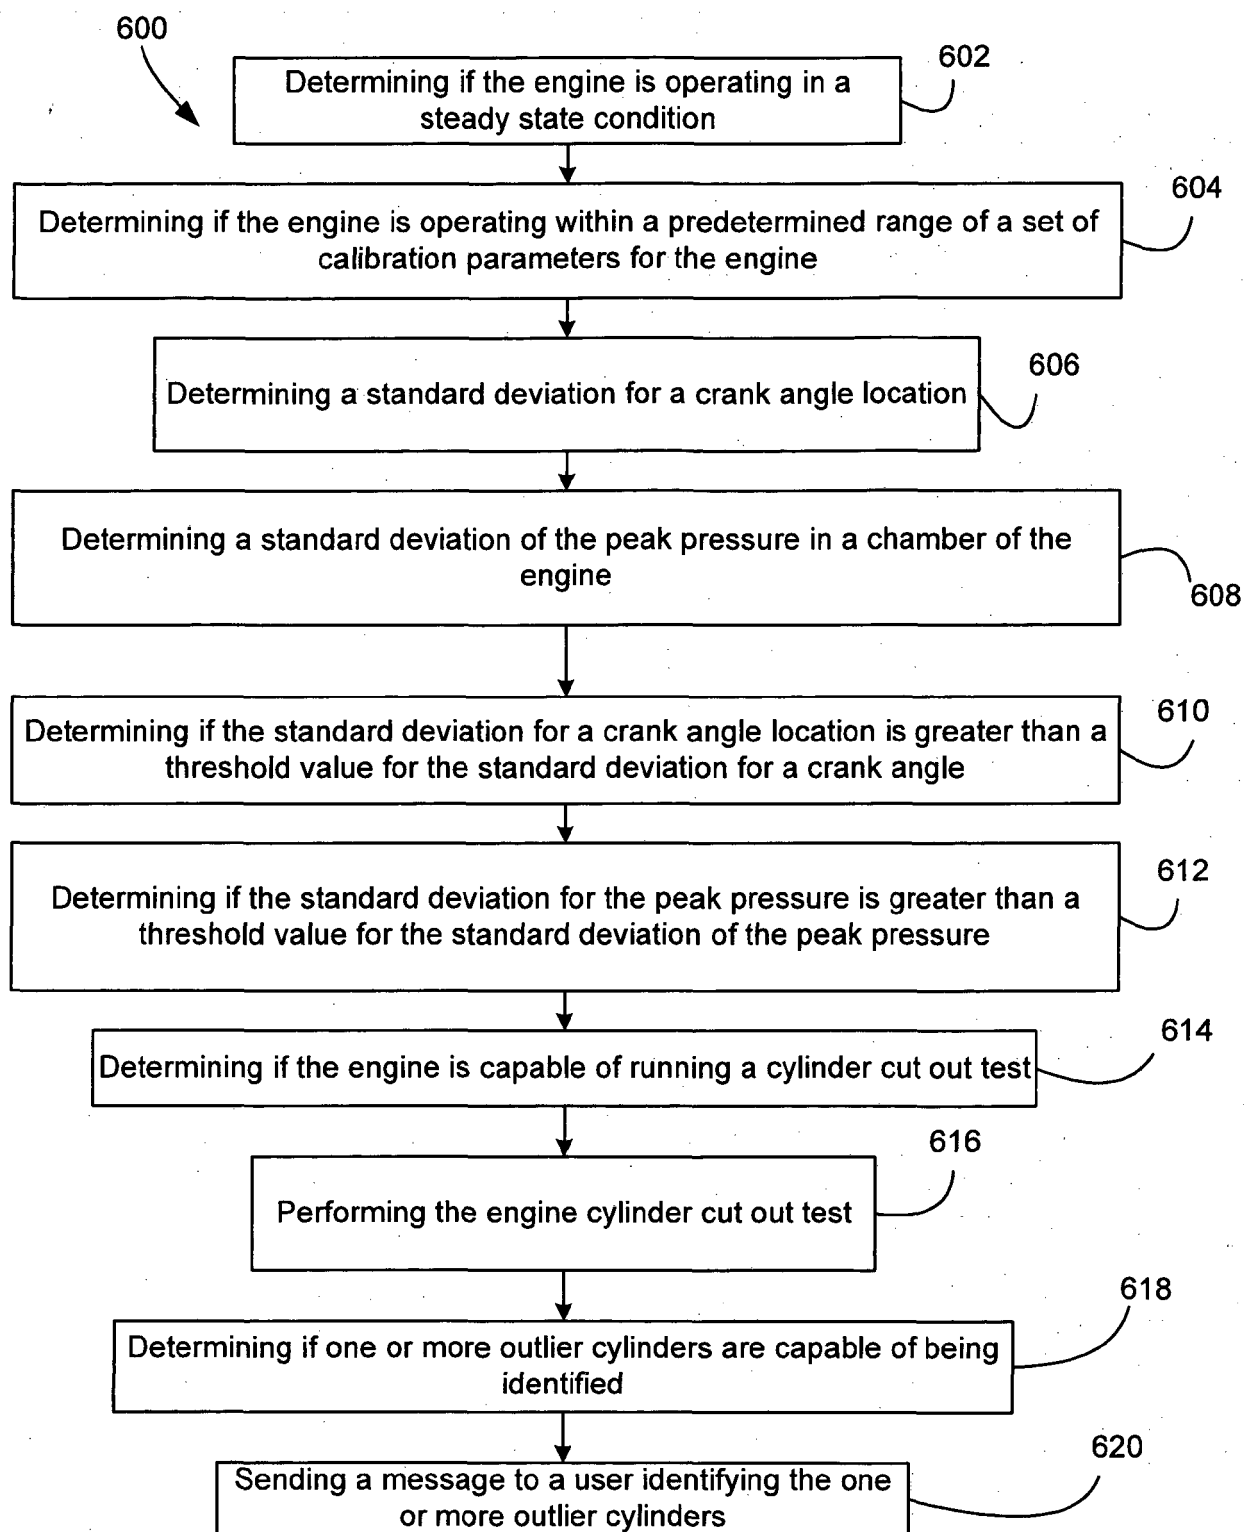 600
602
Determining if the engine is operating in a
steady state condition
604
Determining if the engine is operating within a predetermined range of a set of
calibration parameters for the engine
606
Determining a standard deviation for a crank angle location
Determining a standard deviation of the peak pressure in a chamber of the
engine
608
610
Determining if the standard deviation for a crank angle location is greater than a
threshold value for the standard deviation for a crank angle
612
Determining if the standard deviation for the peak pressure is greater than a
threshold value for the standard deviation of the peak pressure
614
Determining if the engine is capable of running a cylinder cut out test
616
Performing the engine cylinder cut out test
618
Determining if one or more outlier cylinders are capable of being
identified
620
Sending a message to a user identifying the one
or more outlier cylinders